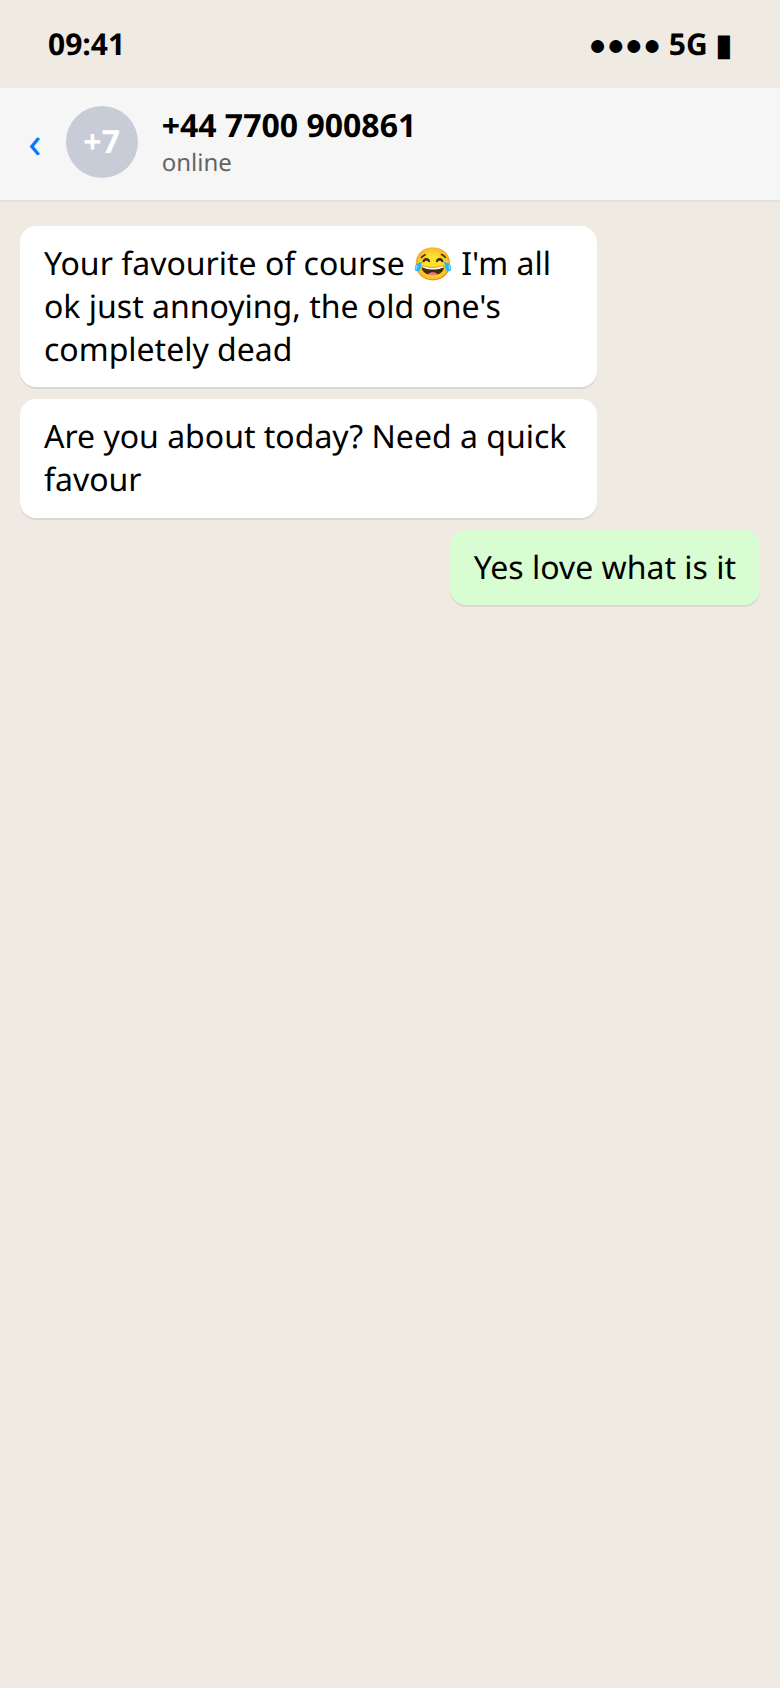 09:41
●●●● 5G ▮
‹
+7
+44 7700 900861
online
Your favourite of course 😂 I'm all
ok just annoying, the old one's
completely dead
Are you about today? Need a quick
favour
Yes love what is it